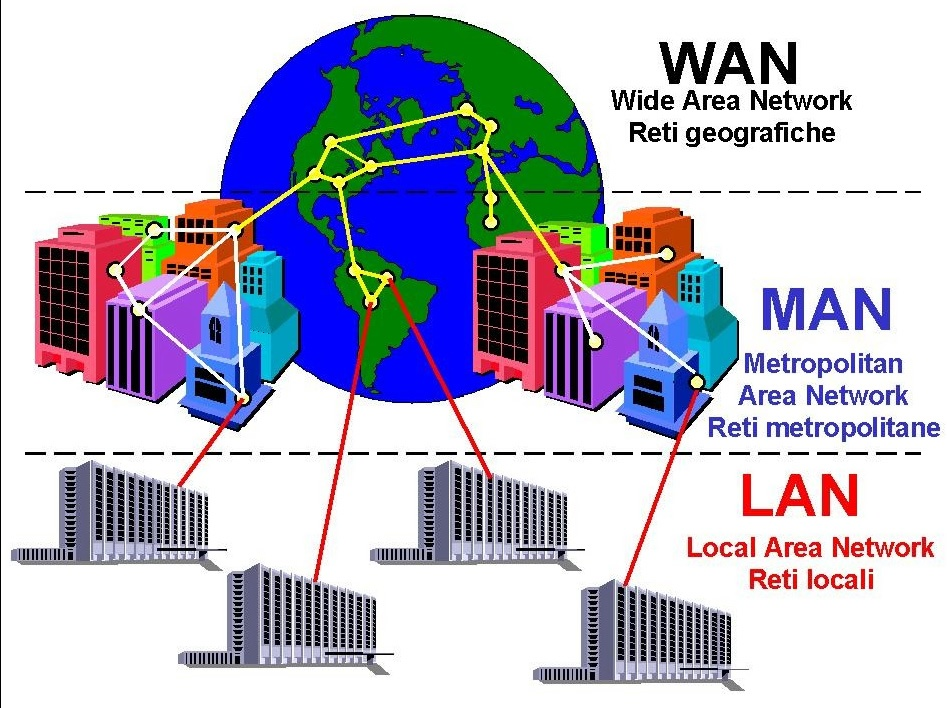 WAN
Wide Area Network
Reti geografiche
MAN
Metropolitan
Area Network
Reti metropolitane
LAN
Local Area Network
Reti locali